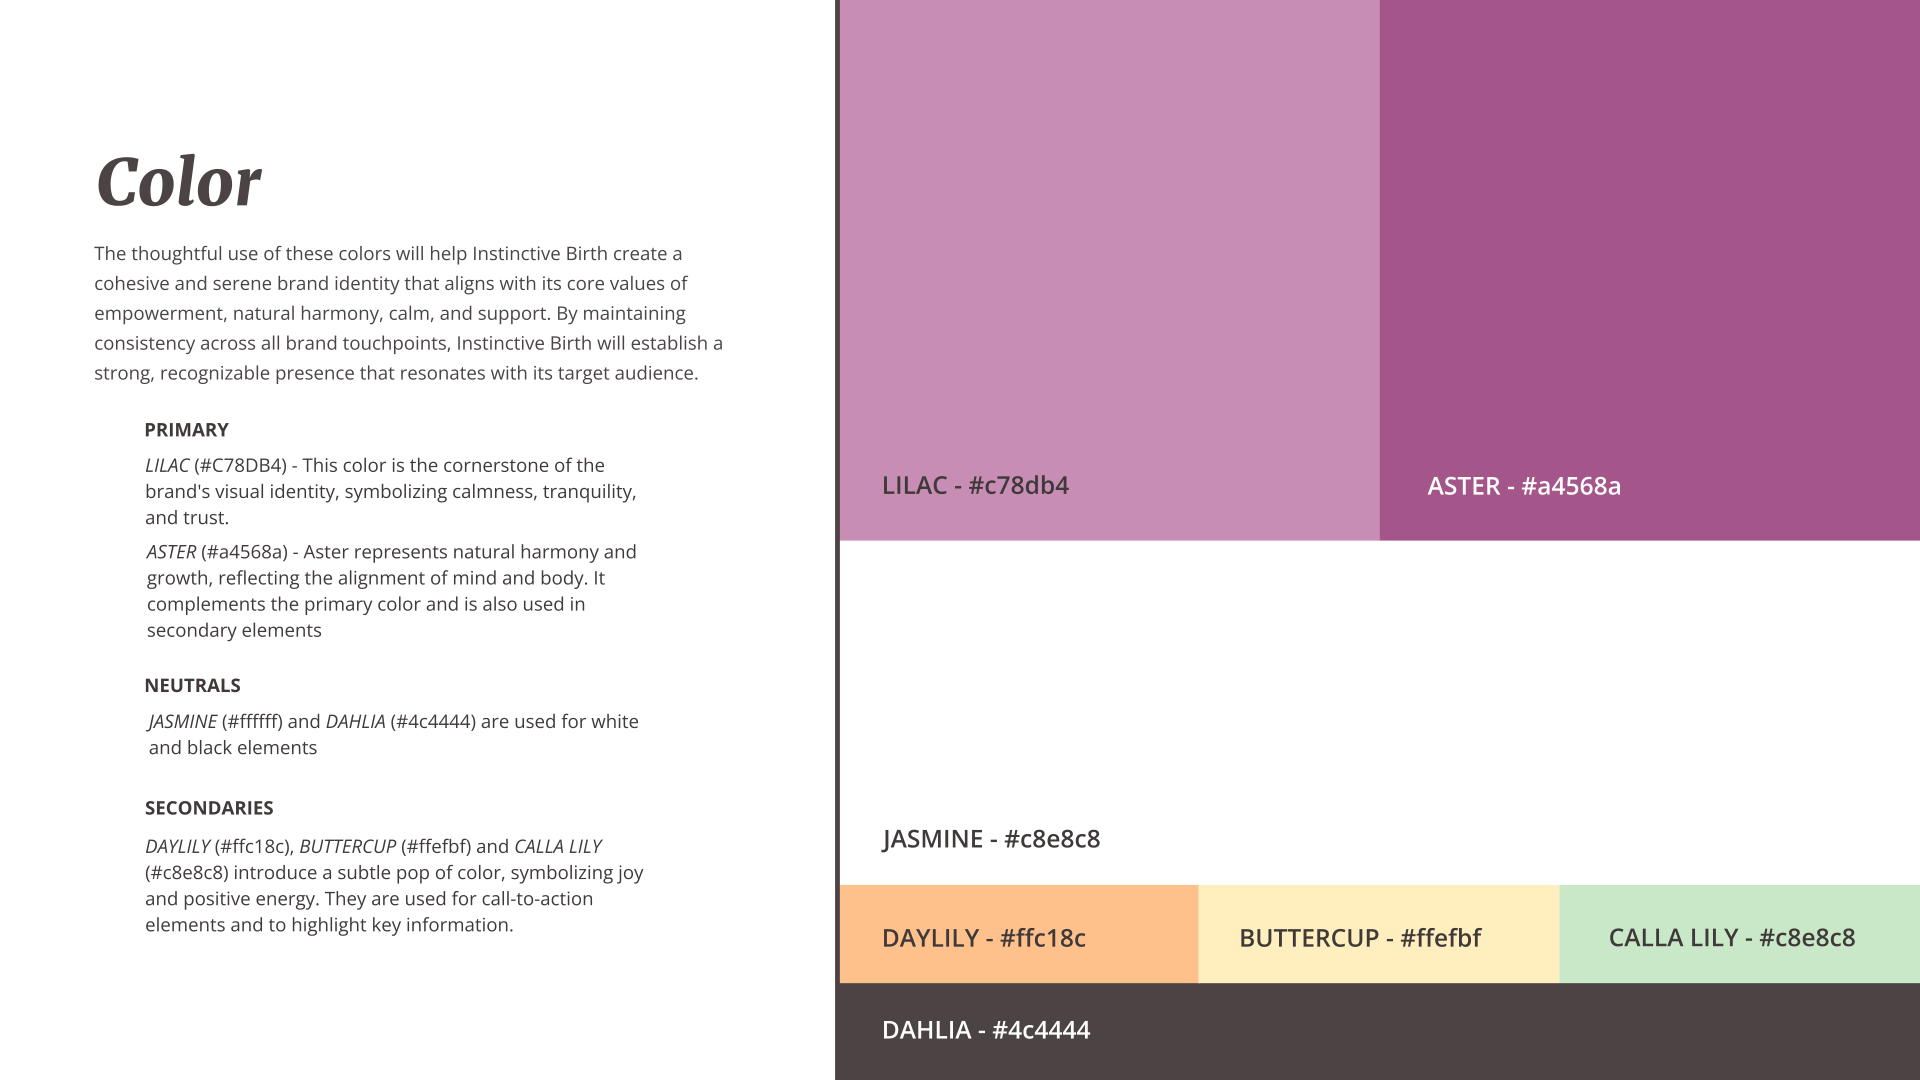 Color
The thoughtful use of these colors will help Instinctive Birth create a
cohesive and serene brand identity that aligns with its core values of
empowerment, natural harmony, calm, and support. By maintaining
consistency across all brand touchpoints, Instinctive Birth will establish a
strong, recognizable presence that resonates with its target audience.
PRIMARY
LILAC (#C78DB4) - This color is the cornerstone of the
brand's visual identity, symbolizing calmness, tranquility,
and trust.
ASTER (#a4568a) - Aster represents natural harmony and
growth, reflecting the alignment of mind and body. It
complements the primary color and is also used in
secondary elements
NEUTRALS
JASMINE (#ffffff) and DAHLIA (#4c4444) are used for white
and black elements
SECONDARIES
DAYLILY (#ffc18c), BUTTERCUP (#ffefbf) and CALLA LILY
(#c8e8c8) introduce a subtle pop of color, symbolizing joy
and positive energy. They are used for call-to-action
elements and to highlight key information.
LILAC - #c78db4
ASTER - #a4568a
JASMINE - #c8e8c8
DAYLILY - #ffc18c
BUTTERCUP - #ffefbf
CALLA LILY - #c8e8c8
DAHLIA - #4c4444